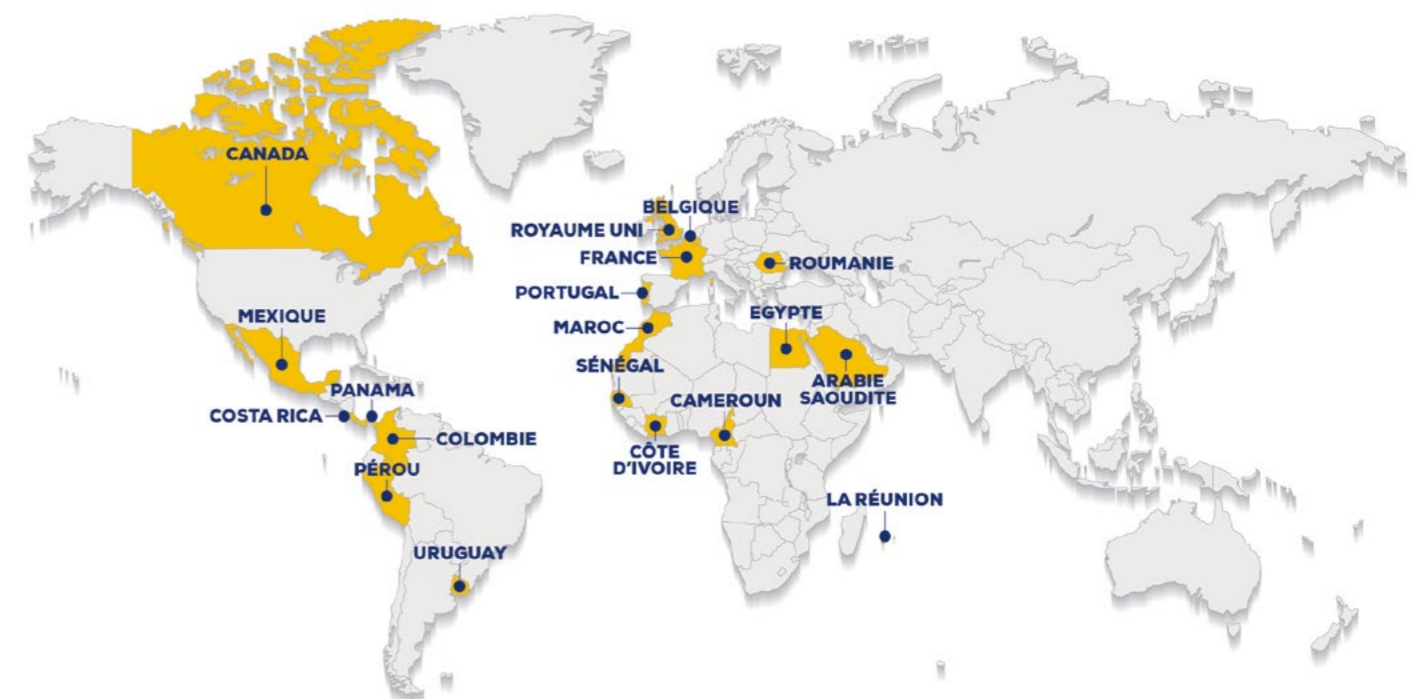 CANADA
BELGIQUE
ROYAUME UNI
FRANCE
ROUMANIE
PORTUGAL
EGYPTE
MEXIQUE
MAROC
SÉNÉGAL
ARABIE
SAOUDITE
PANAMA
CAMEROUN
COSTA RICA
COLOMBIE
CÔTE
D'IVOIRE
PÉROU
LA RÉUNION
URUGUAY